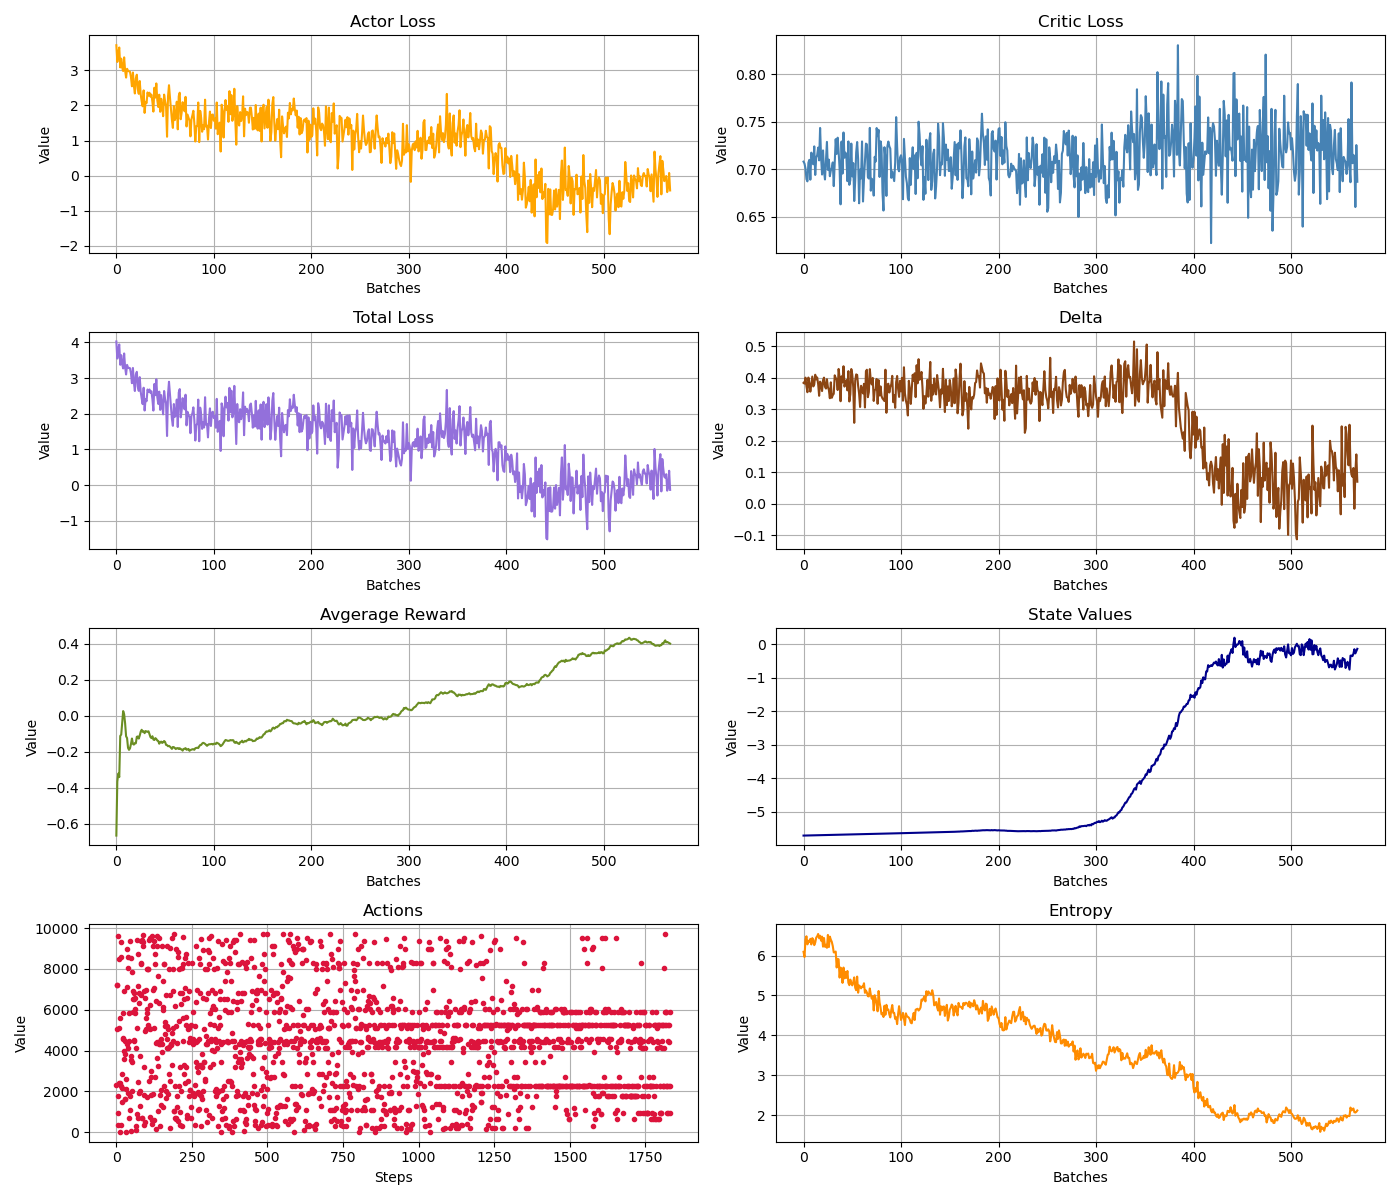 Actor Loss
Value
3
2
1
0
−1
−2
0 100 200 300 400 500
Batches
Critic Loss
Value
0.80
0.75
0.70
0.65
0 100 200 300 400 500
Batches
Total Loss
Value
4
3
2
1
0
−1
0 100 200 300 400 500
Batches
Delta
Value
0.5
0.4
0.3
0.2
0.1
0.0
−0.1
0 100 200 300 400 500
Batches
Avgerage Reward
Value
0.4
0.2
0.0
−0.2
−0.4
−0.6
0 100 200 300 400 500
Batches
State Values
Value
0
−1
−2
−3
−4
−5
0 100 200 300 400 500
Batches
Actions
Value
10000
8000
6000
4000
2000
0
0 250 500 750 1000 1250 1500 1750
Steps
Entropy
Value
6
5
4
3
2
0 100 200 300 400 500
Batches